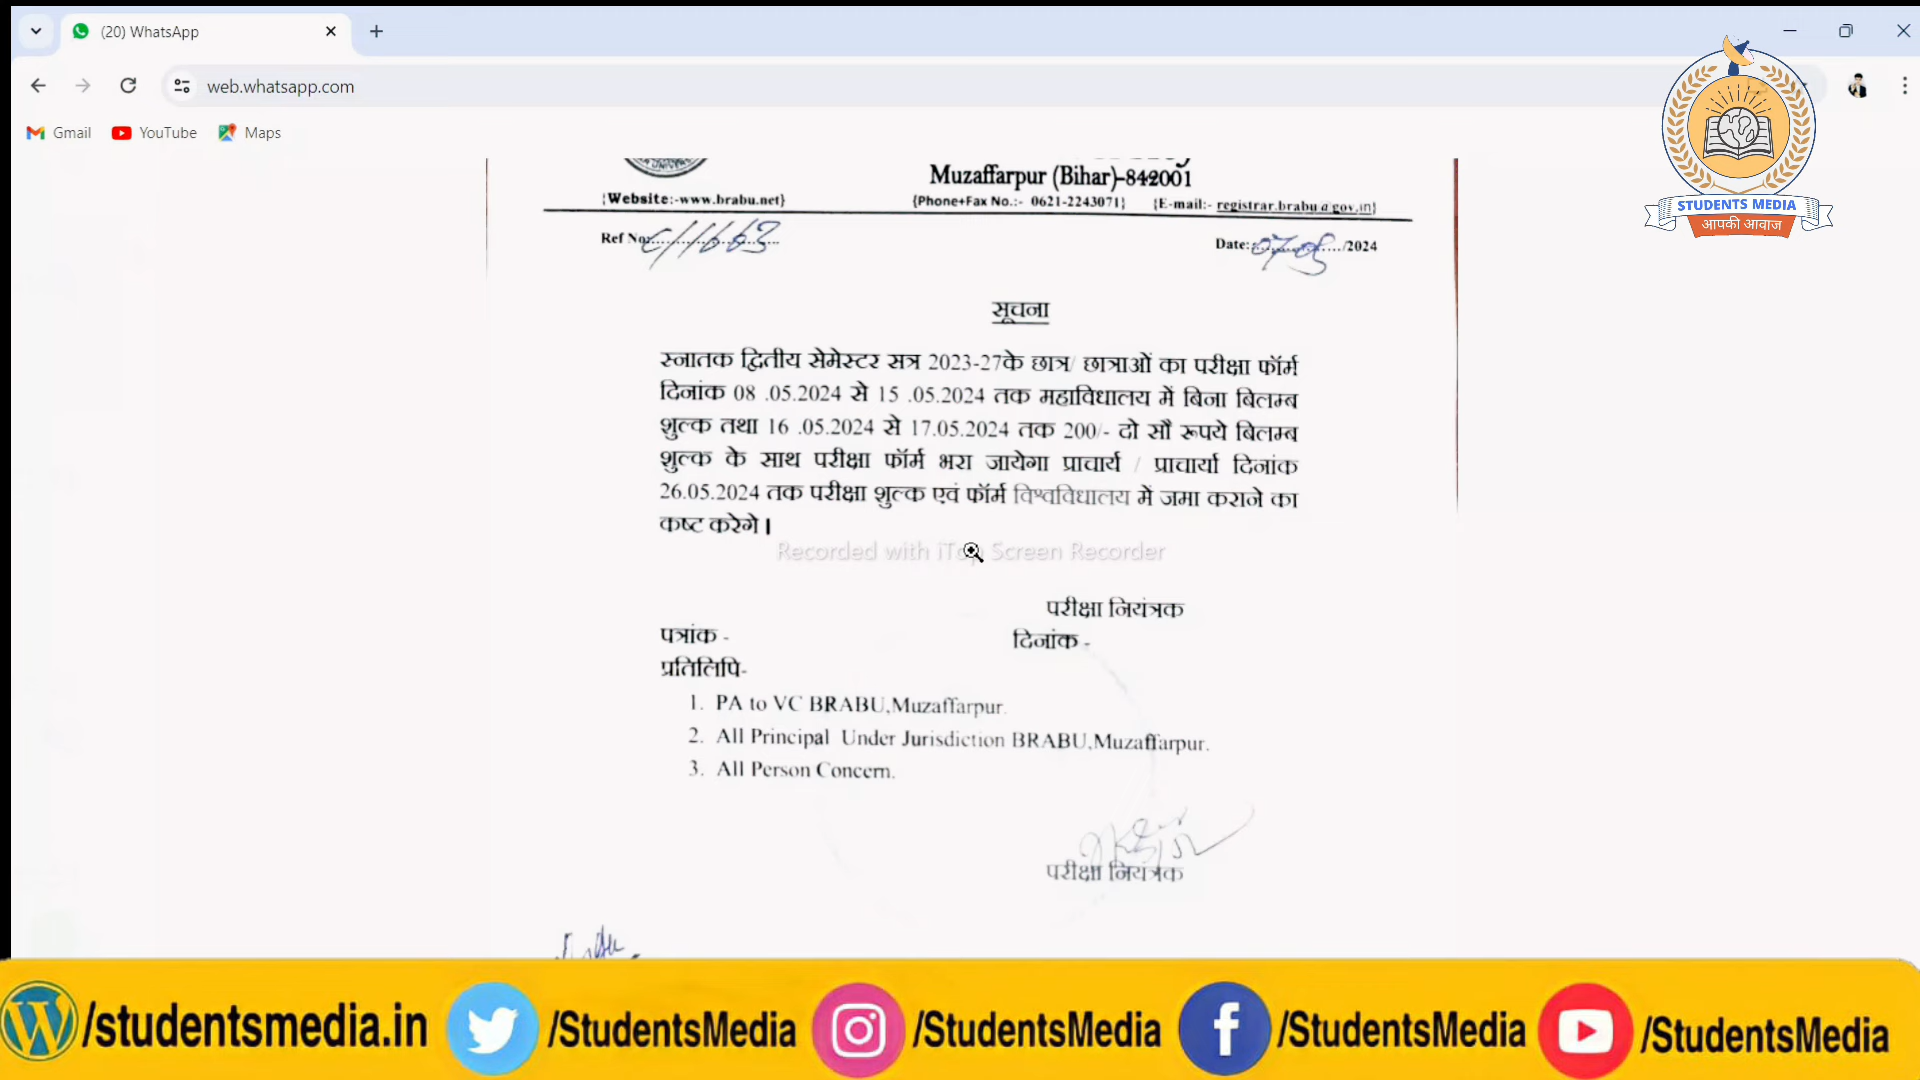 (20) WhatsApp
web.whatsapp.com
Gmail YouTube Maps
STUDENTS MEDIA
आपकी आवाज
Muzaffarpur (Bihar)-842001
{Website:-www.brabu.net} {Phone+Fax No.:- 0621-2243071} {E-mail:- registrar.brabu@gov.in}
Ref No:..................... Date:................/2024
सूचना
स्नातक द्वितीय सेमेस्टर सत्र 2023-27के छात्र/ छात्राओं का परीक्षा फॉर्म
दिनांक 08 .05.2024 से 15 .05.2024 तक महाविधालय में बिना बिलम्ब
शुल्क तथा 16 .05.2024 से 17.05.2024 तक 200/- दो सौ रूपये बिलम्ब
शुल्क के साथ परीक्षा फॉर्म भरा जायेगा प्राचार्य / प्राचार्या दिनांक
26.05.2024 तक परीक्षा शुल्क एवं फॉर्म विश्वविधालय में जमा कराने का
कष्ट करेगे।
Recorded with iTop Screen Recorder
परीक्षा नियंत्रक
पत्रांक - दिनांक -
प्रतिलिपि-
1. PA to VC BRABU,Muzaffarpur.
2. All Principal Under Jurisdiction BRABU,Muzaffarpur.
3. All Person Concern.
परीक्षा नियंत्रक
/studentsmedia.in /StudentsMedia /StudentsMedia /StudentsMedia /StudentsMedia